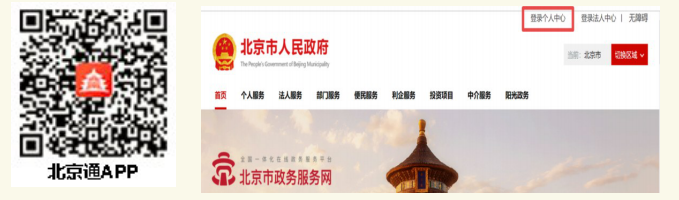 北京通APP
登录个人中心 登录法人中心 | 无障碍
北京市人民政府
The People's Government of Beijing Municipality
当前: 北京市 切换区域
首页 个人服务 法人服务 部门服务 便民服务 利企服务 投资项目 中介服务 阳光政务
全国一体化在线政务服务平台
北京市政务服务网